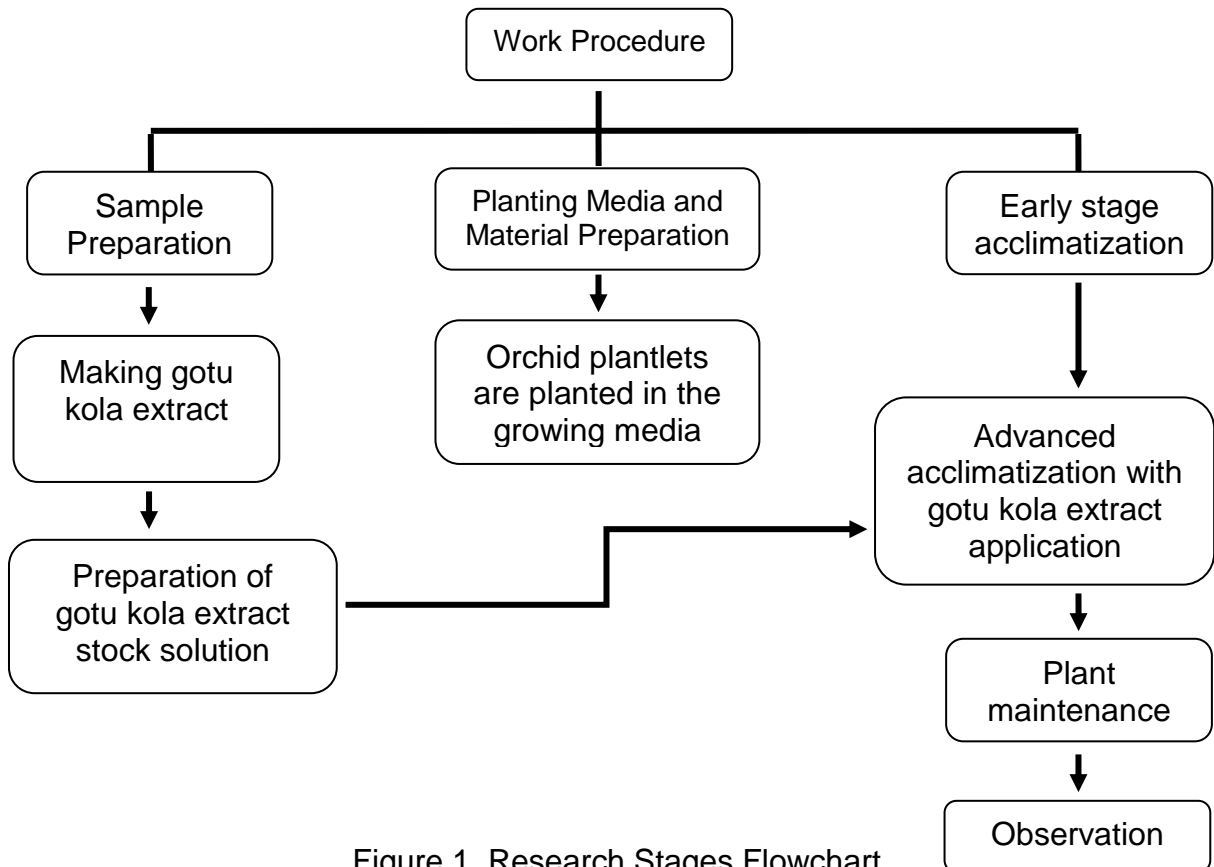 Work Procedure
Sample
Preparation
Planting Media and
Material Preparation
Early stage
acclimatization
Making gotu
kola extract
Orchid plantlets
are planted in the
growing media
Advanced
acclimatization with
gotu kola extract
application
Preparation of
gotu kola extract
stock solution
Plant
maintenance
Observation
Figure 1. Research Stages Flowchart